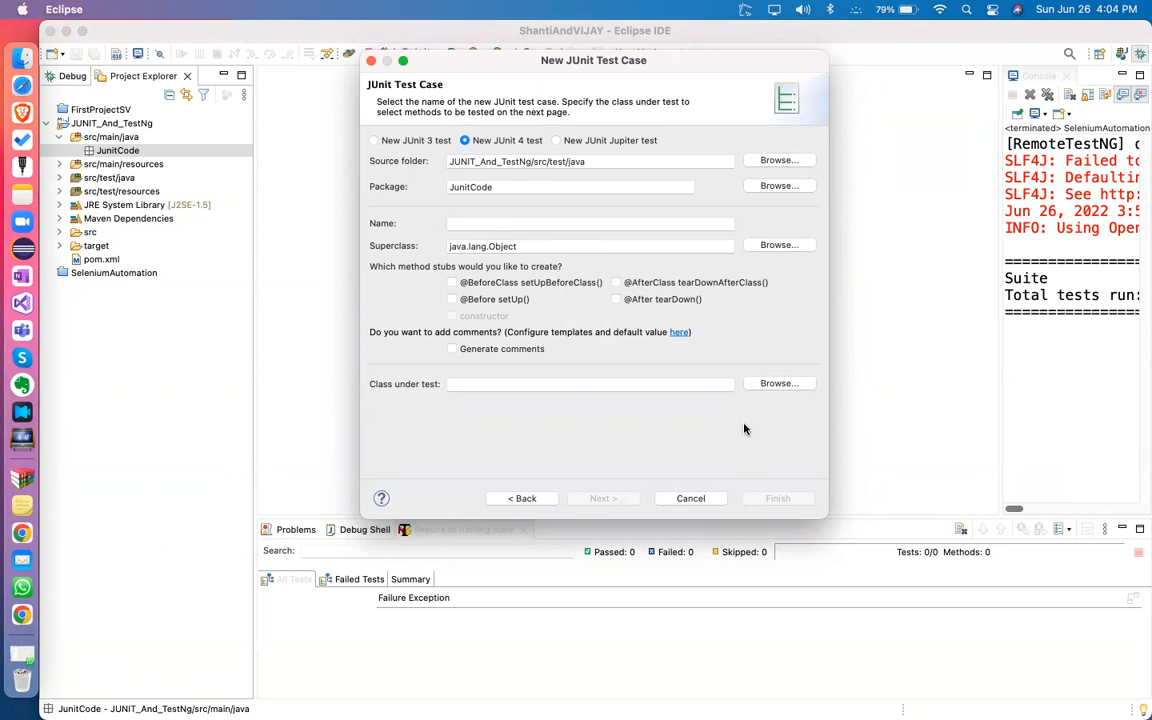 Eclipse
79%
Sun Jun 26 4:04 PM
ShantiAndVIJAY - Eclipse IDE
Debug
Project Explorer
FirstProjectSV
JUNIT_And_TestNg
src/main/java
JunitCode
src/main/resources
src/test/java
src/test/resources
JRE System Library [J2SE-1.5]
Maven Dependencies
src
target
pom.xml
SeleniumAutomation
New JUnit Test Case
JUnit Test Case
Select the name of the new JUnit test case. Specify the class under test to
select methods to be tested on the next page.
New JUnit 3 test
New JUnit 4 test
New JUnit Jupiter test
Source folder:
JUNIT_And_TestNg/src/test/java
Browse...
Package:
JunitCode
Browse...
Name:
Superclass:
java.lang.Object
Browse...
Which method stubs would you like to create?
@BeforeClass setUpBeforeClass()
@AfterClass tearDownAfterClass()
@Before setUp()
@After tearDown()
constructor
Do you want to add comments? (Configure templates and default value here)
Generate comments
Class under test:
Browse...
< Back
Next >
Cancel
Finish
Console
<terminated> SeleniumAutomation
[RemoteTestNG] d
SLF4J: Failed to
SLF4J: Defaultin
SLF4J: See http:
Jun 26, 2022 3:5
INFO: Using Open
===============
Suite
Total tests run:
===============
Problems
Debug Shell
Results of running suite
Search:
Passed: 0
Failed: 0
Skipped: 0
Tests: 0/0 Methods: 0
All Tests
Failed Tests
Summary
Failure Exception
JunitCode - JUNIT_And_TestNg/src/main/java